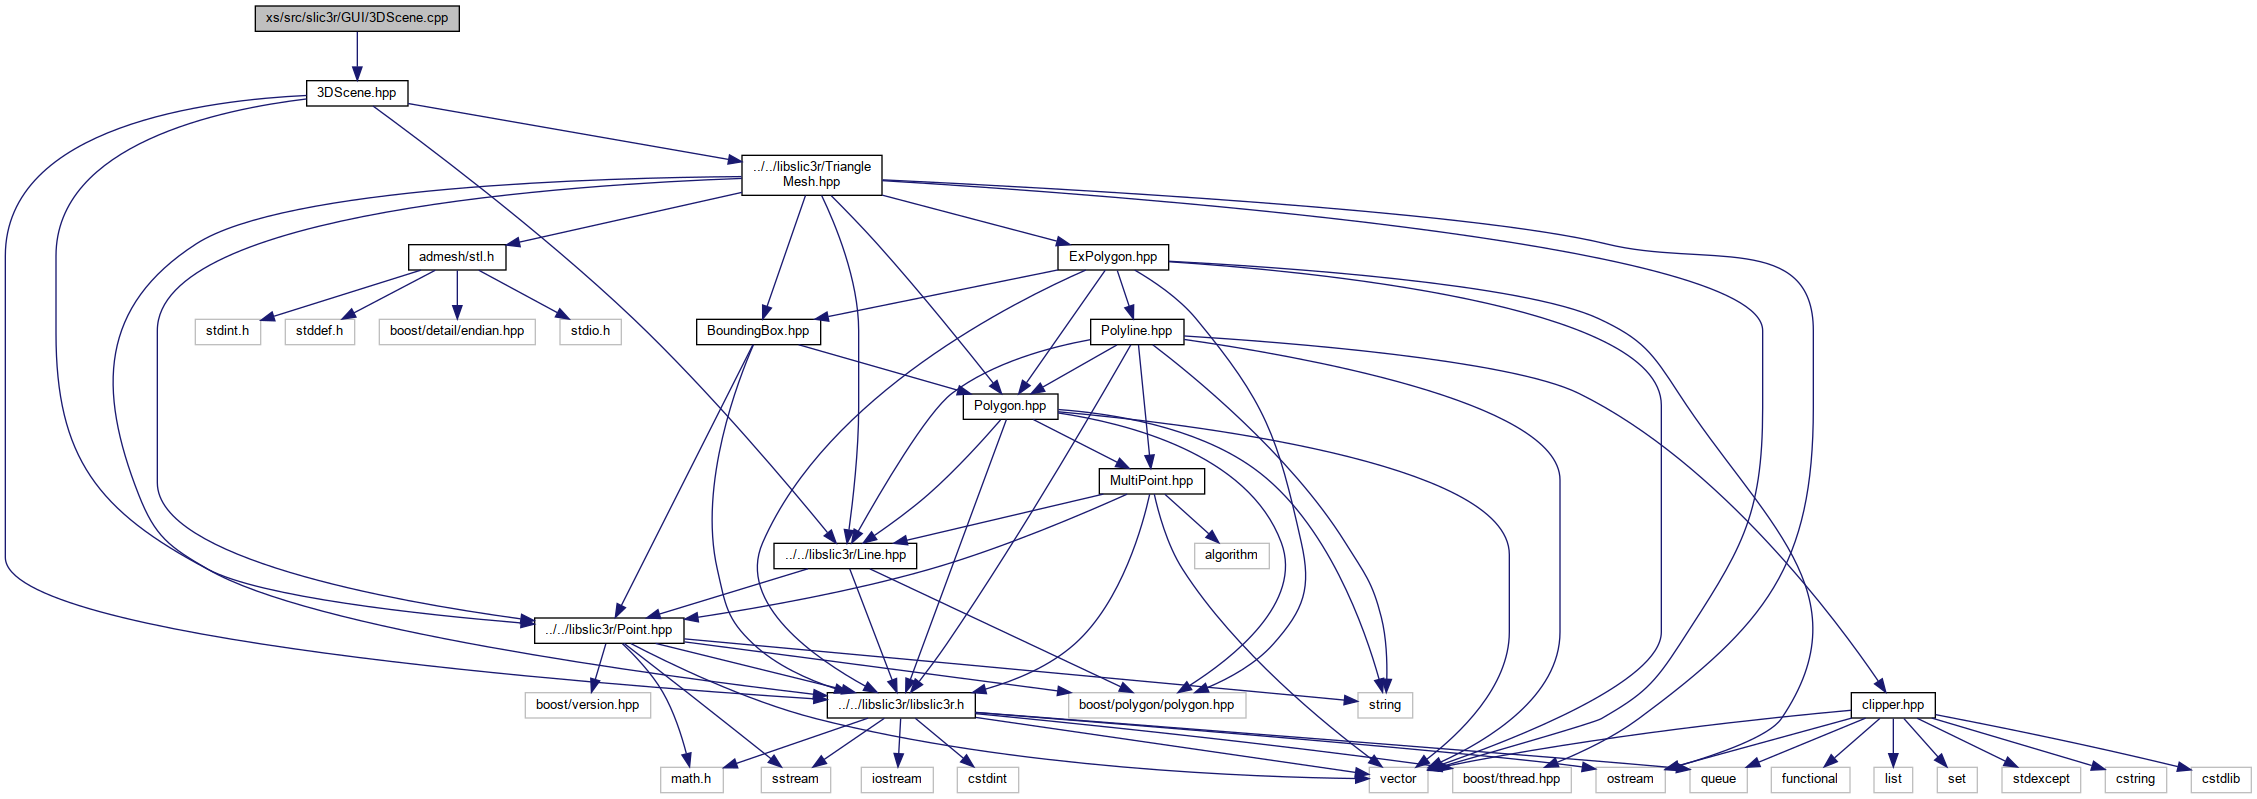 xs/src/slic3r/GUI/3DScene.cpp
3DScene.hpp
../../libslic3r/Triangle
Mesh.hpp
admesh/stl.h
ExPolygon.hpp
stdint.h
stddef.h
boost/detail/endian.hpp
stdio.h
BoundingBox.hpp
Polyline.hpp
Polygon.hpp
MultiPoint.hpp
../../libslic3r/Line.hpp
algorithm
../../libslic3r/Point.hpp
boost/version.hpp
../../libslic3r/libslic3r.h
boost/polygon/polygon.hpp
string
clipper.hpp
math.h
sstream
iostream
cstdint
vector
boost/thread.hpp
ostream
queue
functional
list
set
stdexcept
cstring
cstdlib